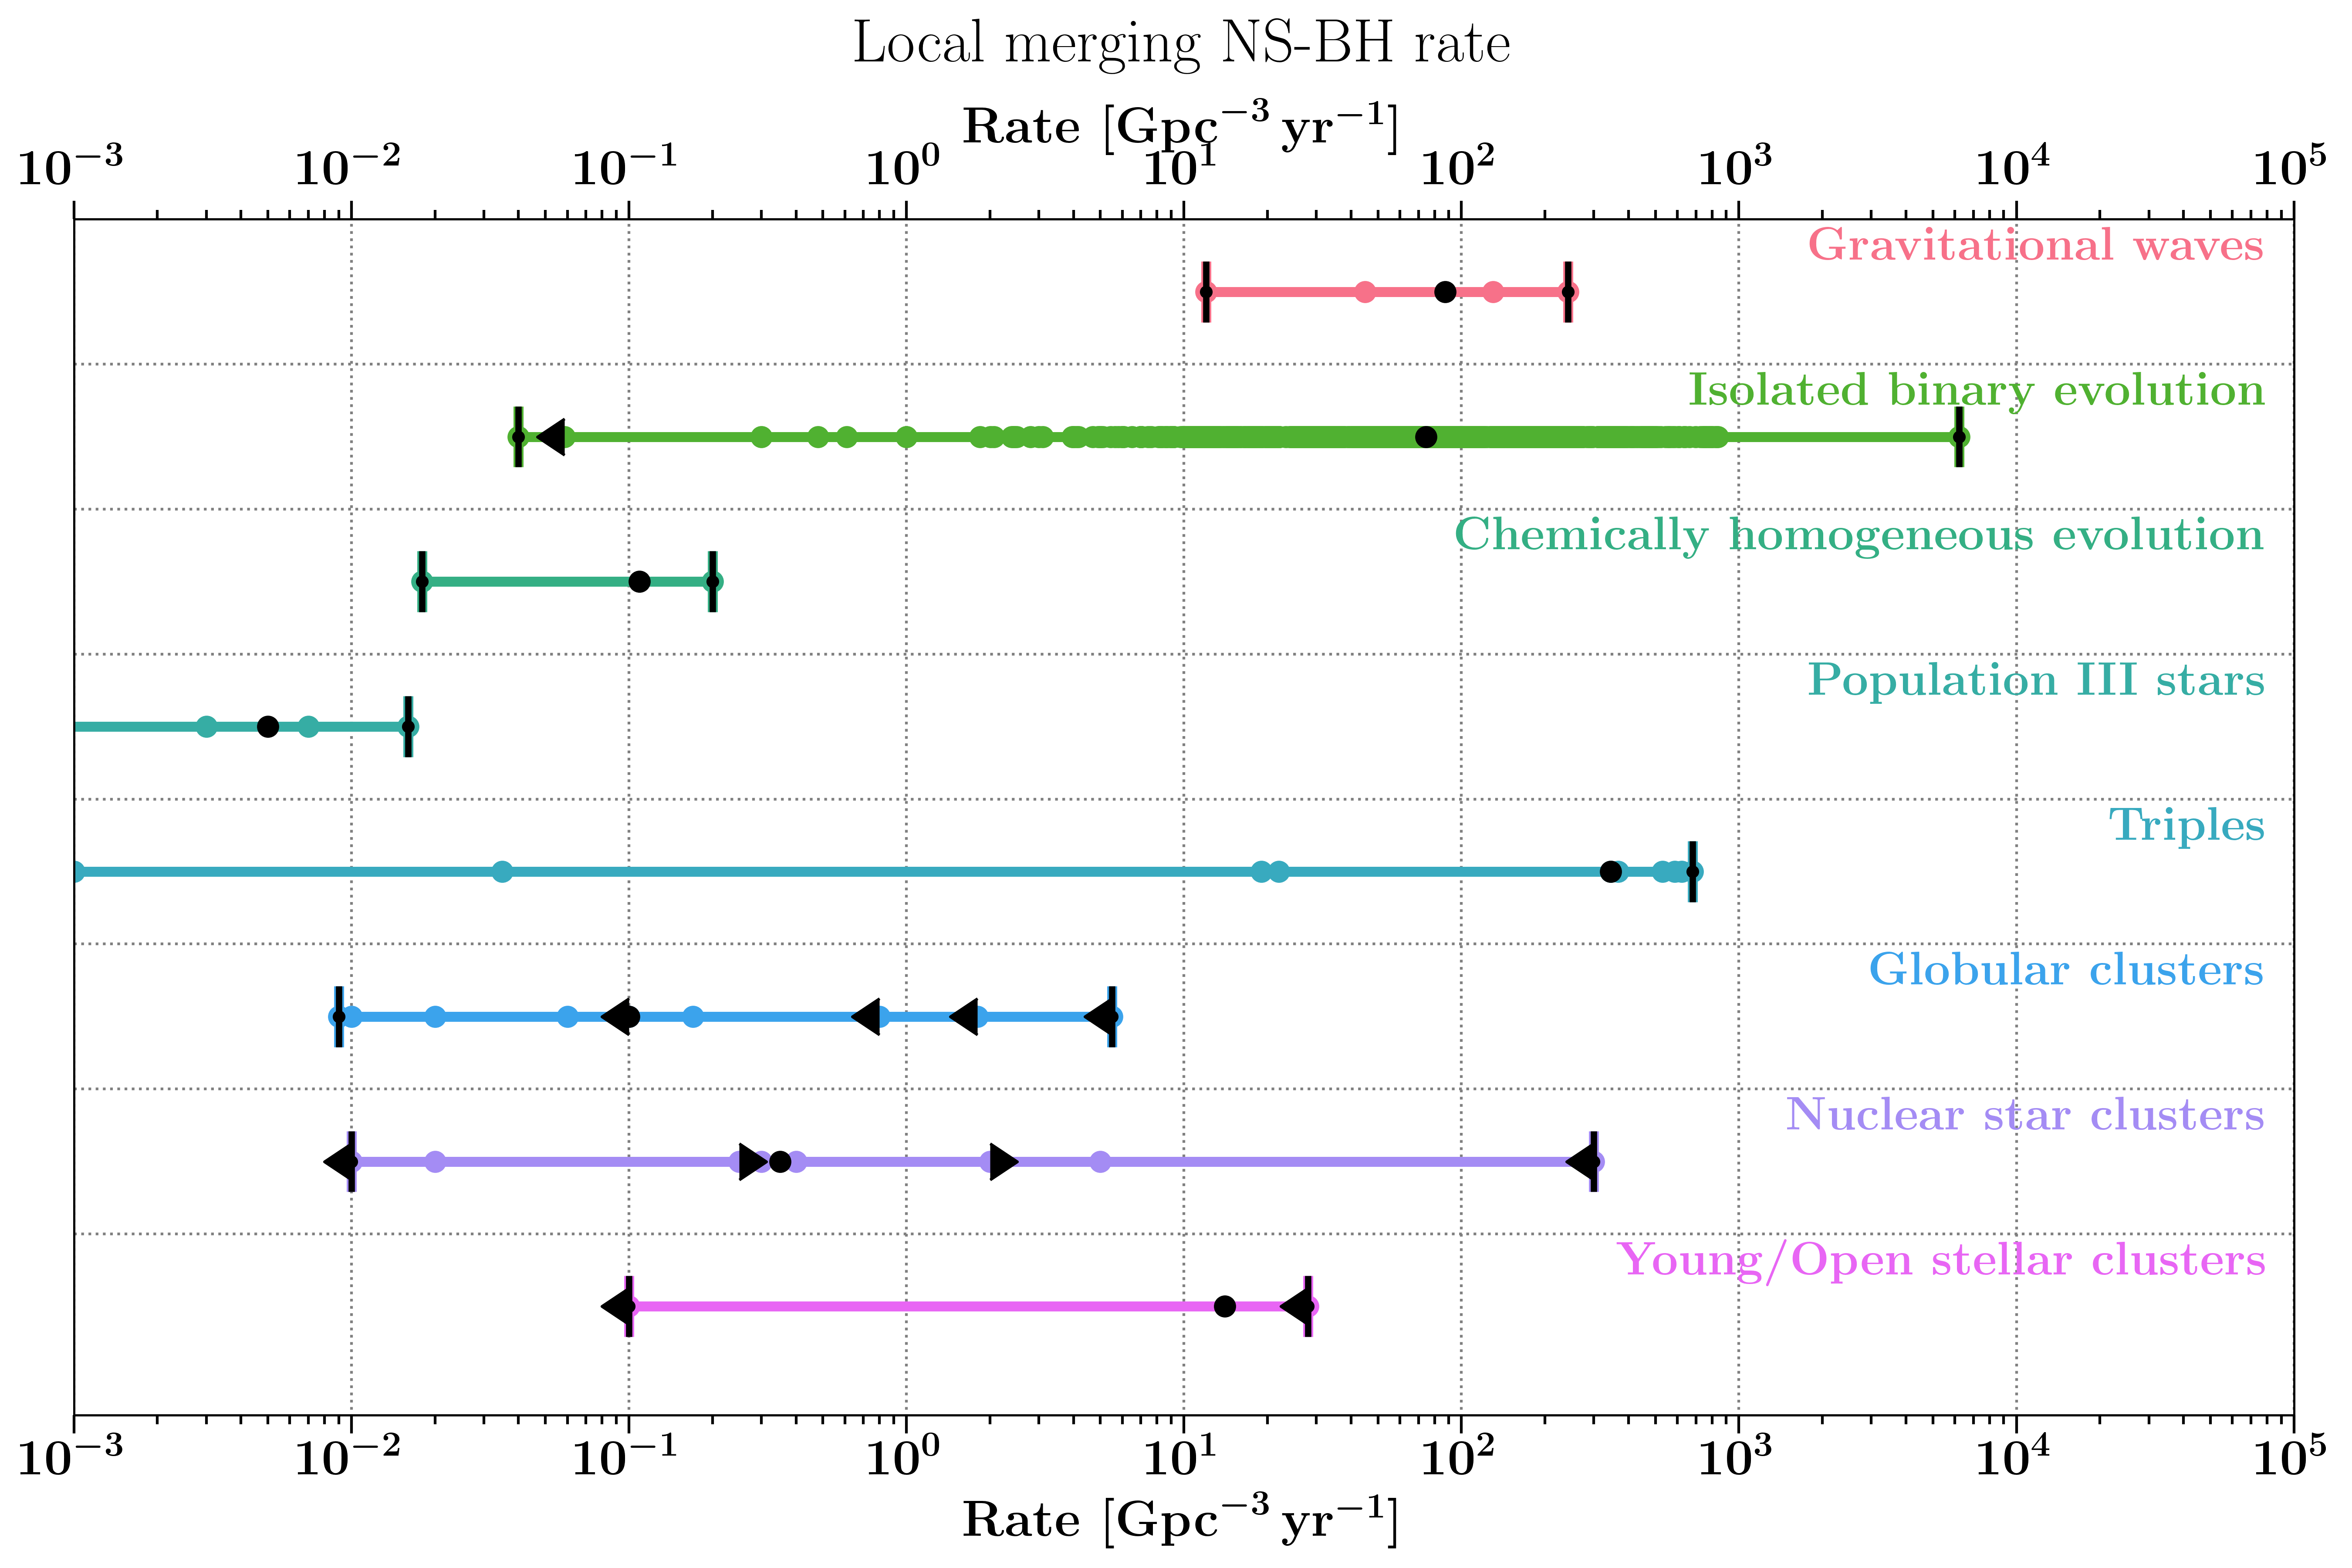 Local merging NS-BH rate
Rate [Gpc⁻³ yr⁻¹]
10⁻³ 10⁻² 10⁻¹ 10⁰ 10¹ 10² 10³ 10⁴ 10⁵
Gravitational waves
Isolated binary evolution
Chemically homogeneous evolution
Population III stars
Triples
Globular clusters
Nuclear star clusters
Young/Open stellar clusters
10⁻³ 10⁻² 10⁻¹ 10⁰ 10¹ 10² 10³ 10⁴ 10⁵
Rate [Gpc⁻³ yr⁻¹]